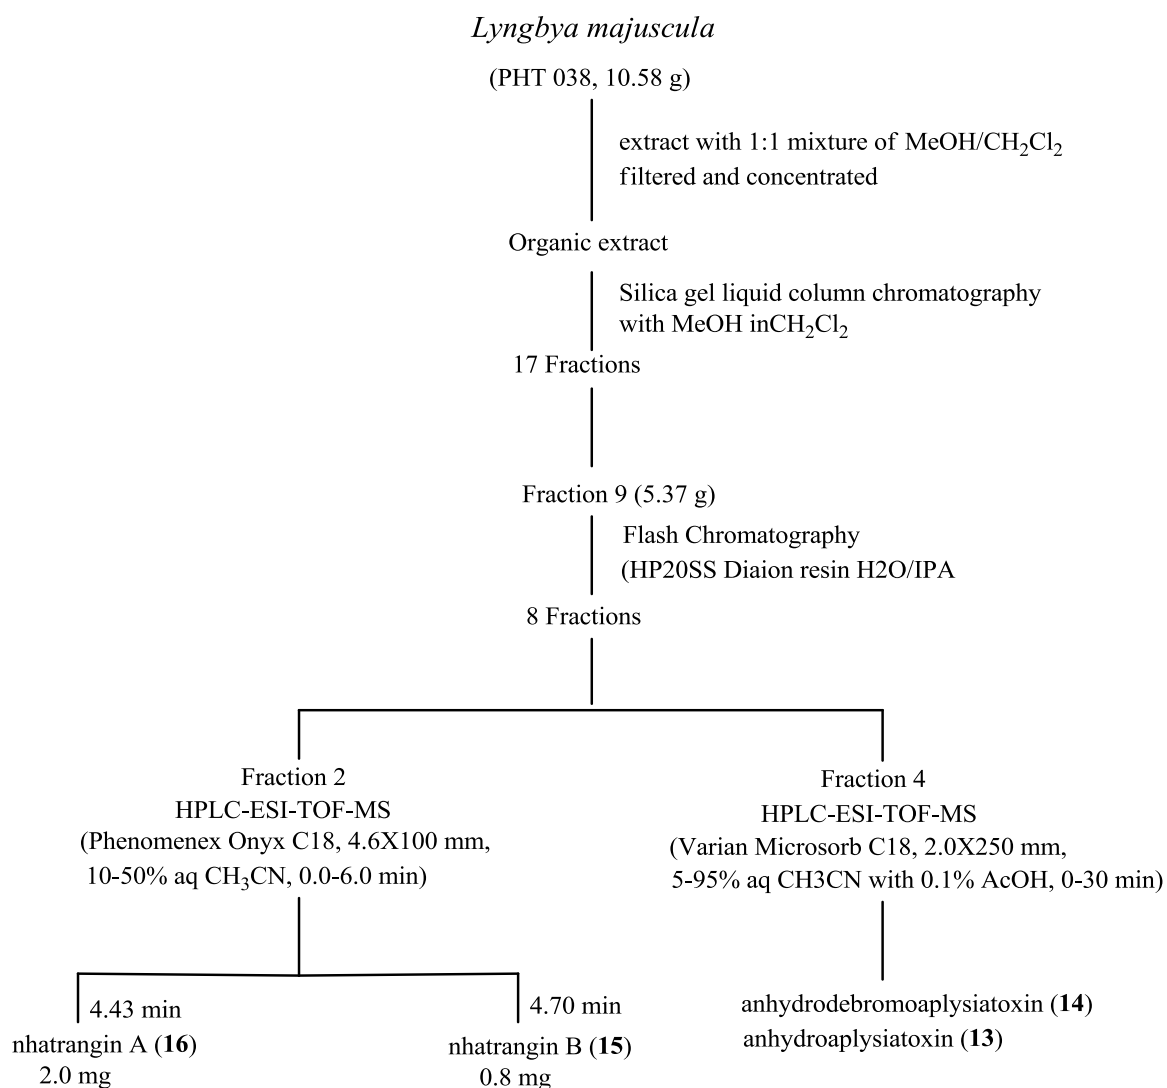 Lyngbya majuscula
(PHT 038, 10.58 g)
extract with 1:1 mixture of MeOH/CH₂Cl₂
filtered and concentrated
Organic extract
Silica gel liquid column chromatography
with MeOH inCH₂Cl₂
17 Fractions
Fraction 9 (5.37 g)
Flash Chromatography
(HP20SS Diaion resin H2O/IPA
8 Fractions
Fraction 2
HPLC-ESI-TOF-MS
(Phenomenex Onyx C18, 4.6X100 mm,
10-50% aq CH₃CN, 0.0-6.0 min)
Fraction 4
HPLC-ESI-TOF-MS
(Varian Microsorb C18, 2.0X250 mm,
5-95% aq CH3CN with 0.1% AcOH, 0-30 min)
4.43 min
nhatrangin A (16)
2.0 mg
4.70 min
nhatrangin B (15)
0.8 mg
anhydrodebromoaplysiatoxin (14)
anhydroaplysiatoxin (13)